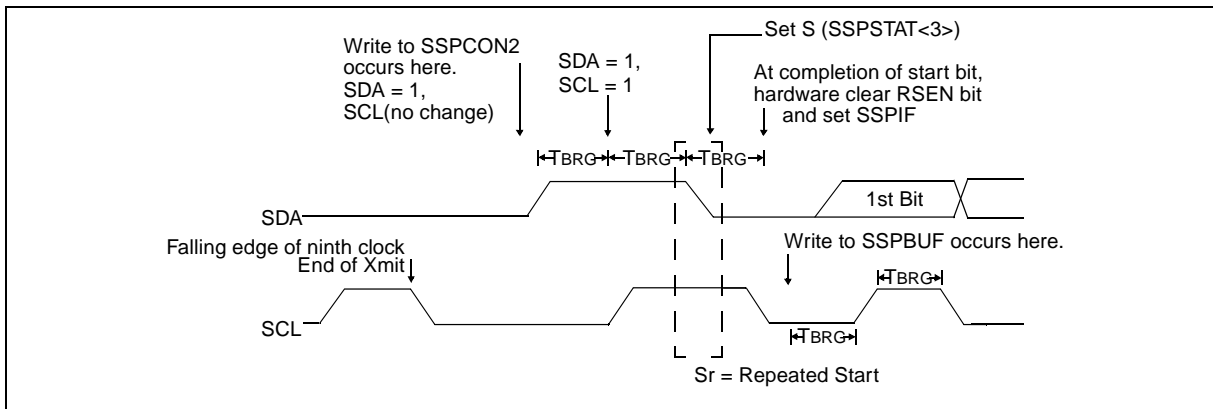 Set S (SSPSTAT<3>)
Write to SSPCON2
occurs here.
SDA = 1,
SCL(no change)
SDA = 1,
SCL = 1
At completion of start bit,
hardware clear RSEN bit
and set SSPIF
TBRG TBRG TBRG
SDA
1st Bit
Falling edge of ninth clock
End of Xmit
Write to SSPBUF occurs here.
TBRG
SCL
TBRG
Sr = Repeated Start